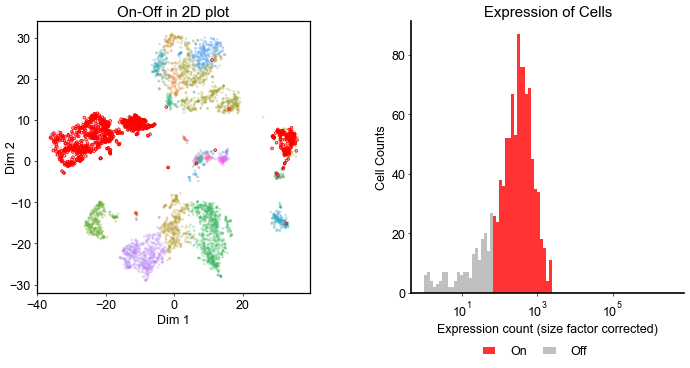 On-Off in 2D plot
Dim 2
30
20
10
0
−10
−20
−30
−40
−20
0
20
Dim 1
Expression of Cells
Cell Counts
80
60
40
20
0
10^1
10^3
10^5
Expression count (size factor corrected)
On
Off